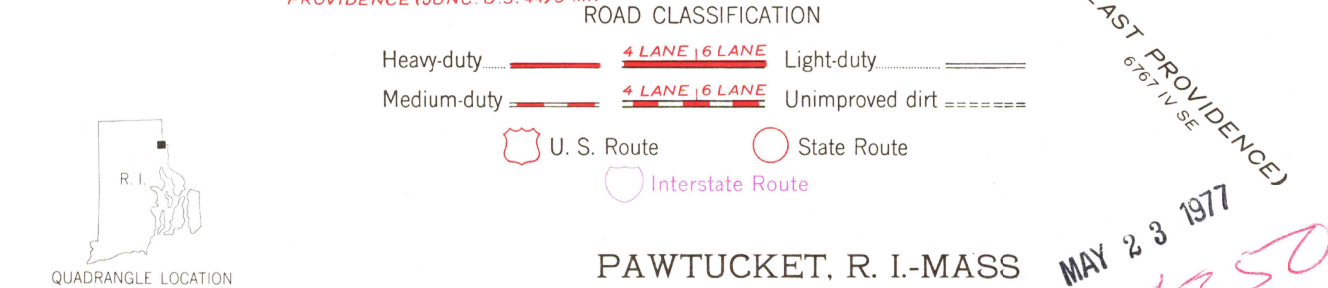 ROAD CLASSIFICATION
Heavy-duty...... 4 LANE | 6 LANE Light-duty................
Medium-duty 4 LANE | 6 LANE Unimproved dirt
U. S. Route State Route
Interstate Route
R. I.
QUADRANGLE LOCATION
PAWTUCKET, R. I.-MASS
EAST PROVIDENCE)
6767 IV SE
MAY 23 1977